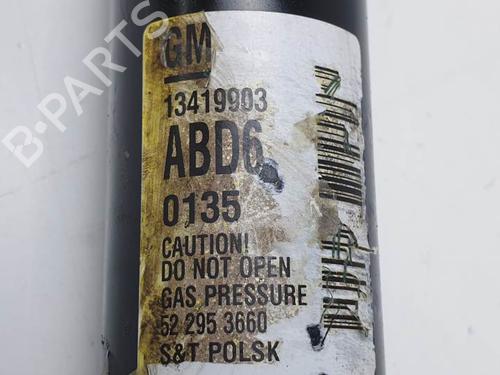 GM
13419903
ABD6
0135
CAUTION!
DO NOT OPEN
GAS PRESSURE
52 295 3660
S&T POLSK
B-PARTS